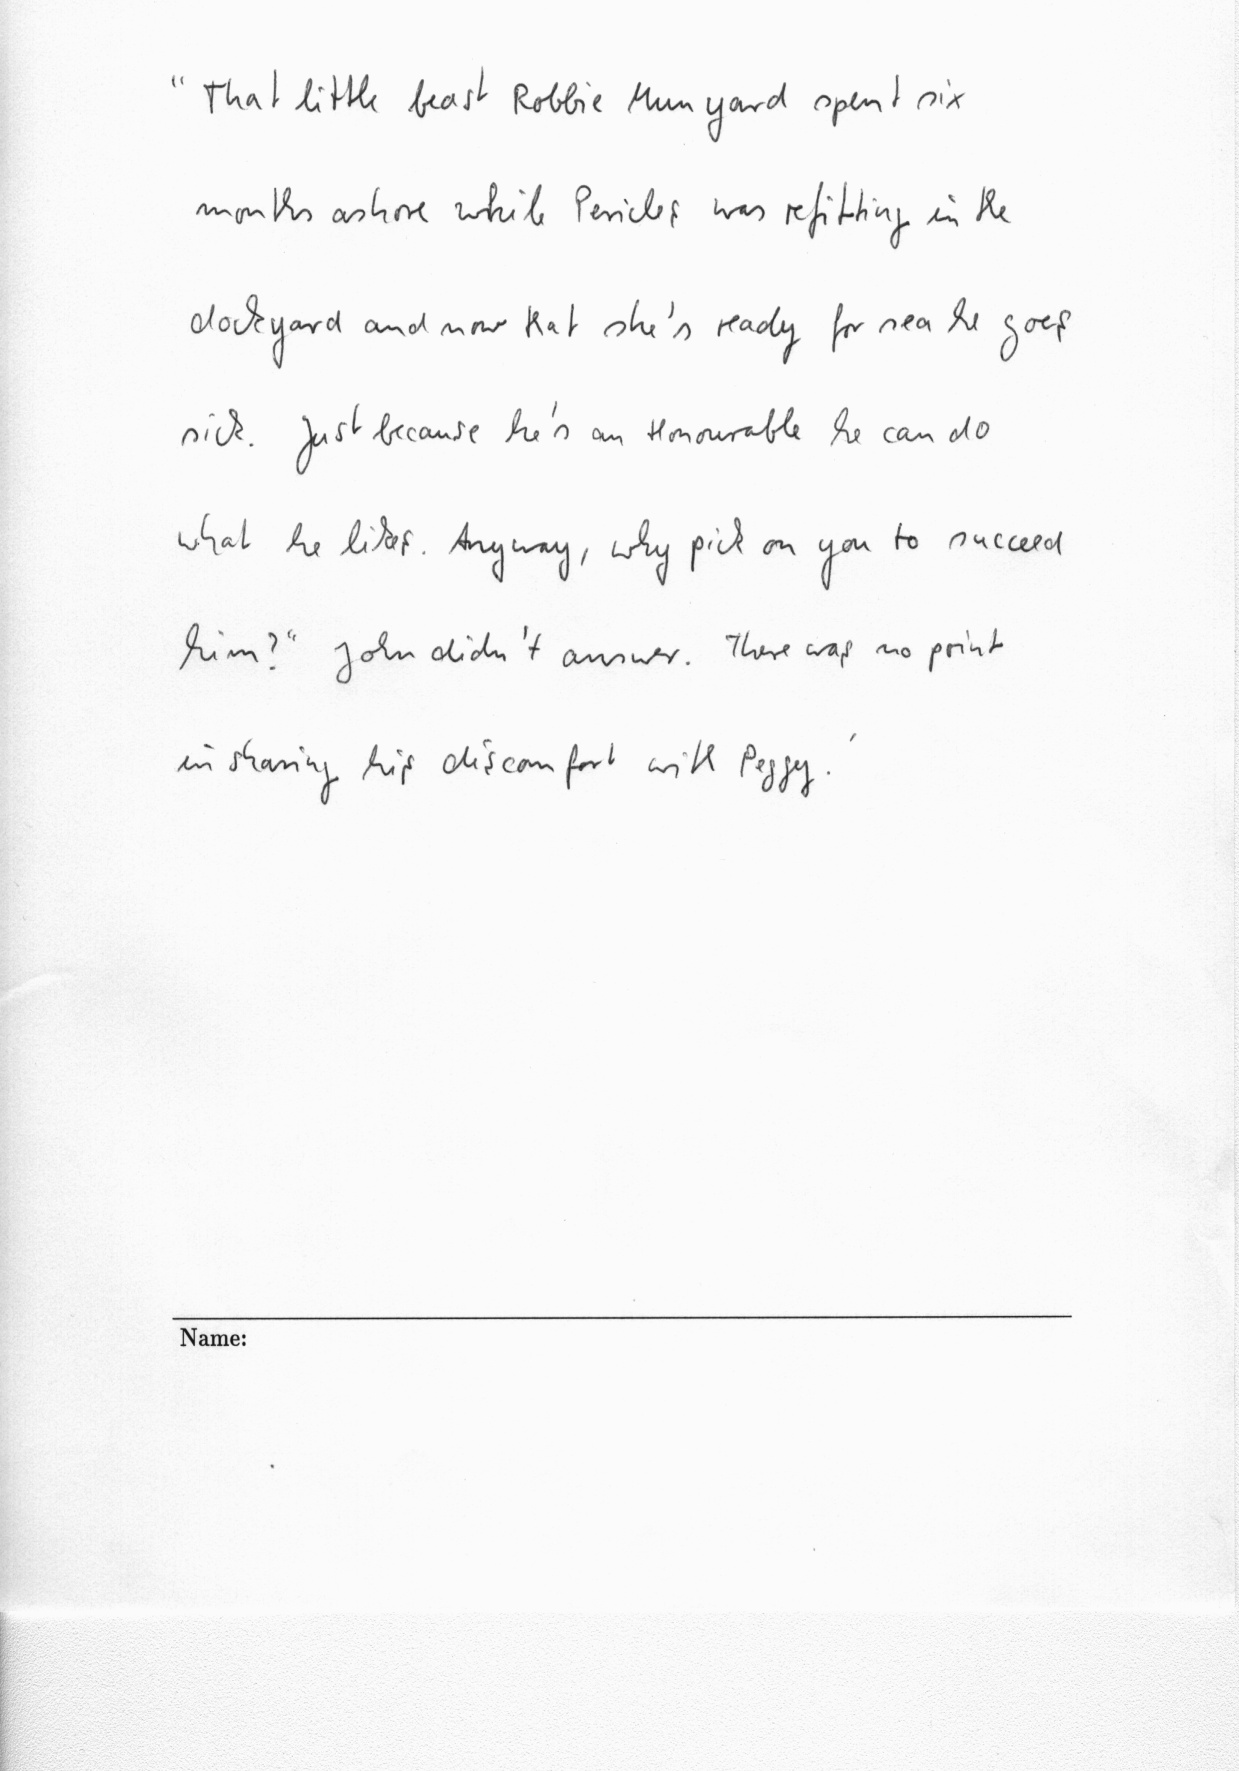 “That little beast Robbie Munyard spent six
months ashore while Pericles was refitting in the
dockyard and now that she's ready for sea he goes
sick. Just because he's an Honourable he can do
what he likes. Anyway, why pick on you to succeed
him?“ John didn't answer. There was no point
in sharing his discomfort with Peggy.'
Name: